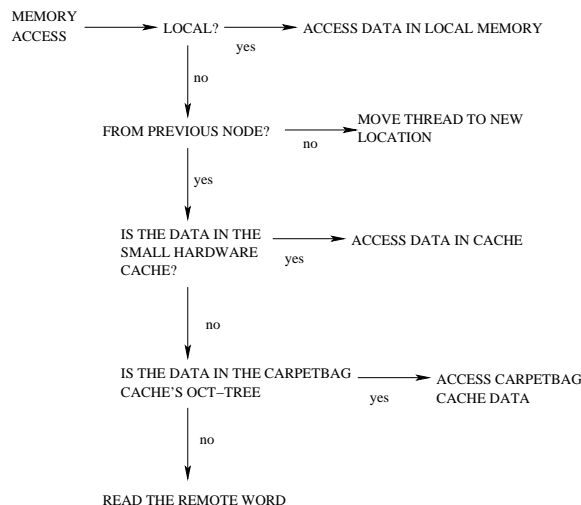 MEMORY
ACCESS
LOCAL?
yes
ACCESS DATA IN LOCAL MEMORY
no
FROM PREVIOUS NODE?
no
MOVE THREAD TO NEW
LOCATION
yes
IS THE DATA IN THE
SMALL HARDWARE
CACHE?
yes
ACCESS DATA IN CACHE
no
IS THE DATA IN THE CARPETBAG
CACHE'S OCT−TREE
yes
ACCESS CARPETBAG
CACHE DATA
no
READ THE REMOTE WORD